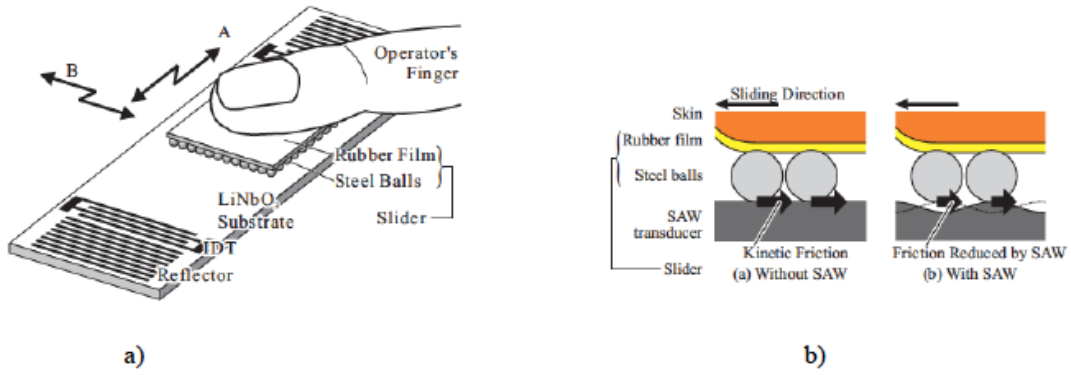 A
B
Operator's
Finger
Rubber Film
Steel Balls
LiNbO
Substrate
Slider
IDT
Reflector
a)
Sliding Direction
Skin
Rubber film
Steel balls
SAW
transducer
Slider
Kinetic Friction
(a) Without SAW
Friction Reduced by SAW
(b) With SAW
b)